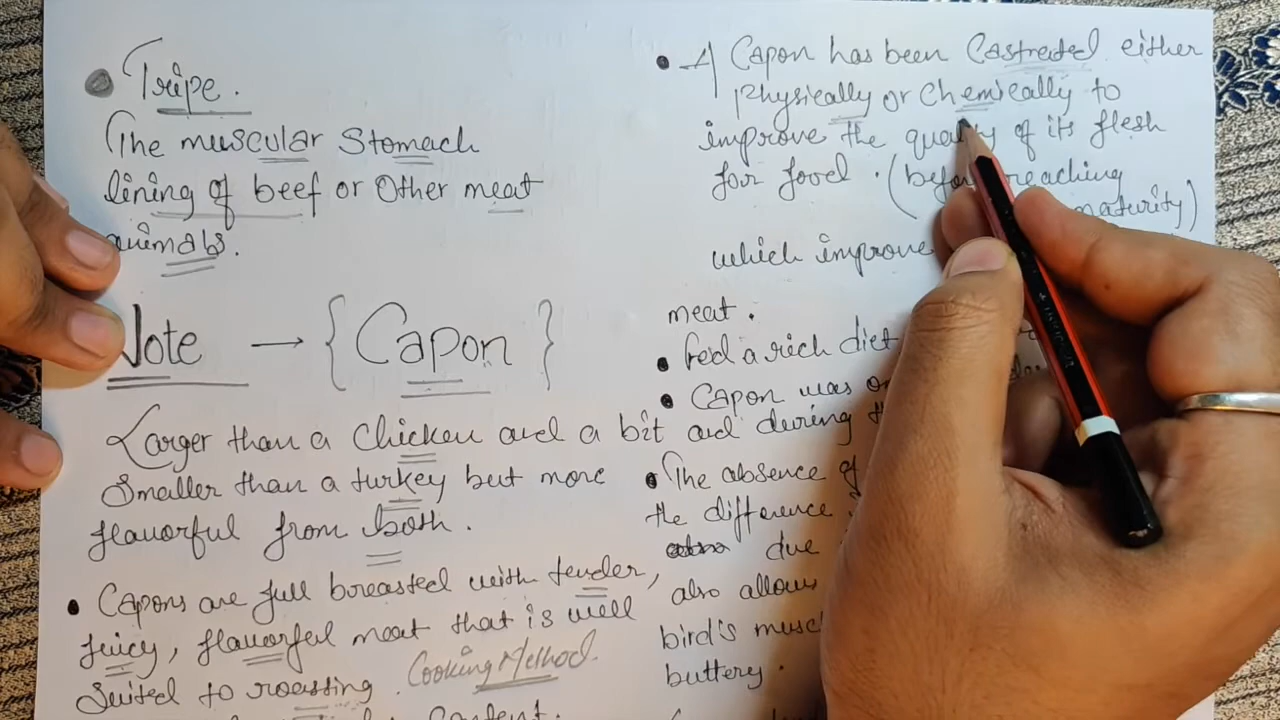 Tripe.
The muscular Stomach
lining of beef or Other meat
animals.
Note → { Capon }
Larger than a chicken and a bit
Smaller than a turkey but more
flavorful from both.
• Capons are full breasted with tender,
juicy, flavorful meat that is well
Suited to roasting. Cooking Method.
content.
• A Capon has been Castrated either
physically or chemically to
improve the quality of its flesh
for food. (before reaching
maturity)
which improve
meat.
• feed a rich diet
• Capon was
and during
• The absence of
the difference.
due
also allows
bird's
buttery.